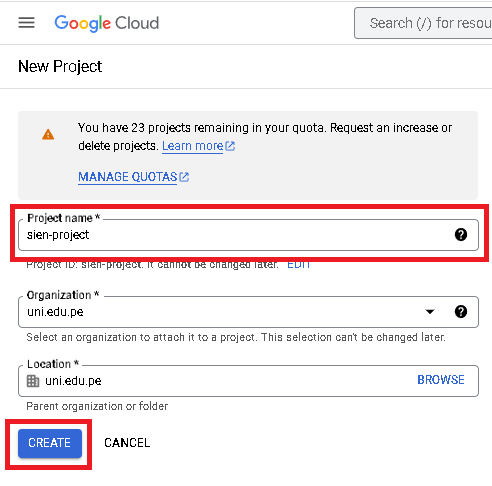 Google Cloud
Search (/) for resou
New Project
You have 23 projects remaining in your quota. Request an increase or
delete projects. Learn more
MANAGE QUOTAS
Project name *
sien-project
Project ID: sien-project. It cannot be changed later. EDIT
Organization *
uni.edu.pe
Select an organization to attach it to a project. This selection can't be changed later.
Location *
uni.edu.pe
BROWSE
Parent organization or folder
CREATE
CANCEL